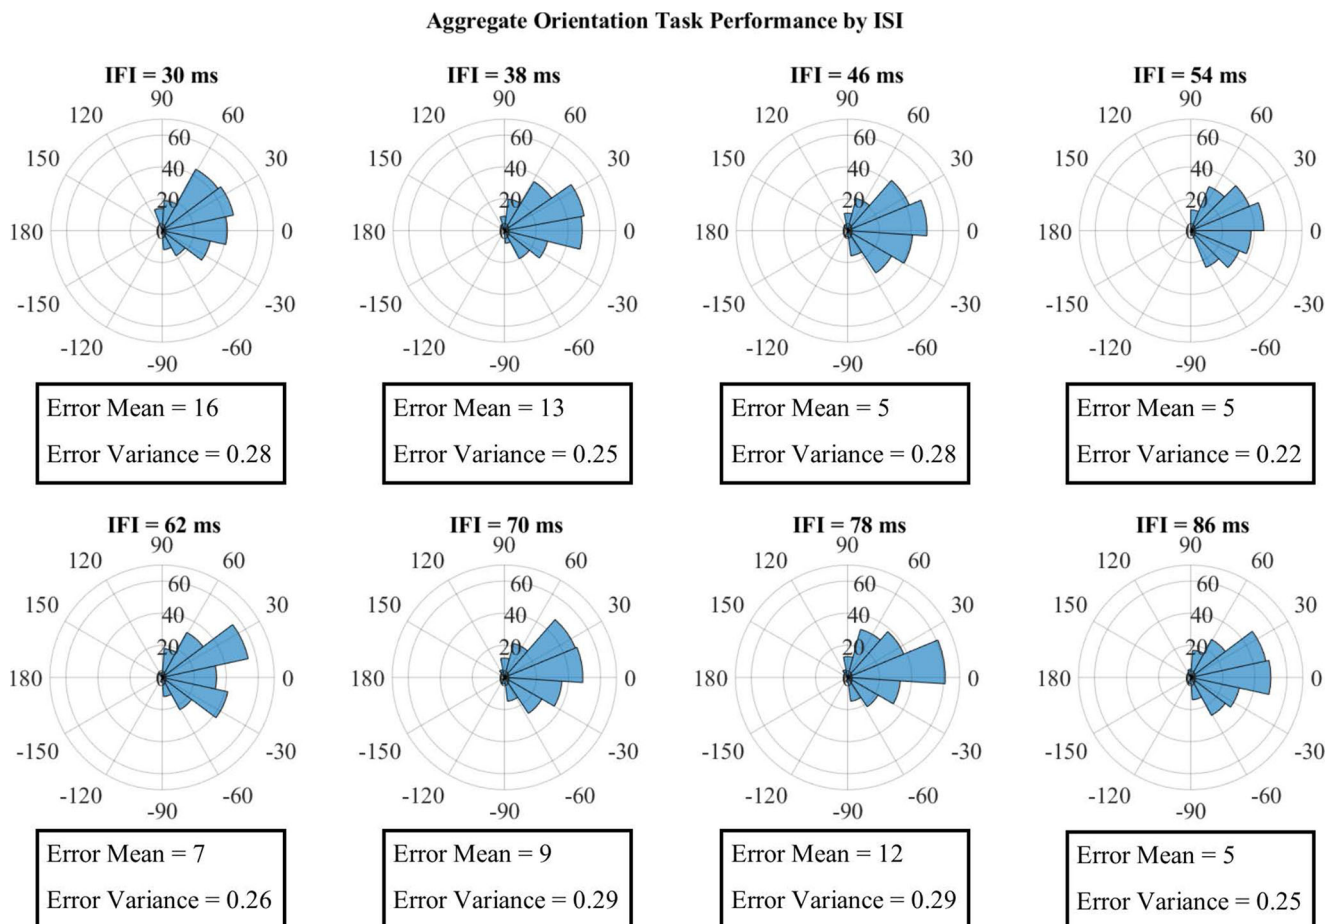 Aggregate Orientation Task Performance by ISI
IFI = 30 ms
90
120 60
60
150 40 30
20
180 0 0
-150 -30
-120 -60
-90
Error Mean = 16
Error Variance = 0.28
IFI = 38 ms
90
120 60
60
150 40 30
20
180 0 0
-150 -30
-120 -60
-90
Error Mean = 13
Error Variance = 0.25
IFI = 46 ms
90
120 60
60
150 40 30
20
180 0 0
-150 -30
-120 -60
-90
Error Mean = 5
Error Variance = 0.28
IFI = 54 ms
90
120 60
60
150 40 30
20
180 0 0
-150 -30
-120 -60
-90
Error Mean = 5
Error Variance = 0.22
IFI = 62 ms
90
120 60
60
150 40 30
20
180 0 0
-150 -30
-120 -60
-90
Error Mean = 7
Error Variance = 0.26
IFI = 70 ms
90
120 60
60
150 40 30
20
180 0 0
-150 -30
-120 -60
-90
Error Mean = 9
Error Variance = 0.29
IFI = 78 ms
90
120 60
60
150 40 30
20
180 0 0
-150 -30
-120 -60
-90
Error Mean = 12
Error Variance = 0.29
IFI = 86 ms
90
120 60
60
150 40 30
20
180 0 0
-150 -30
-120 -60
-90
Error Mean = 5
Error Variance = 0.25